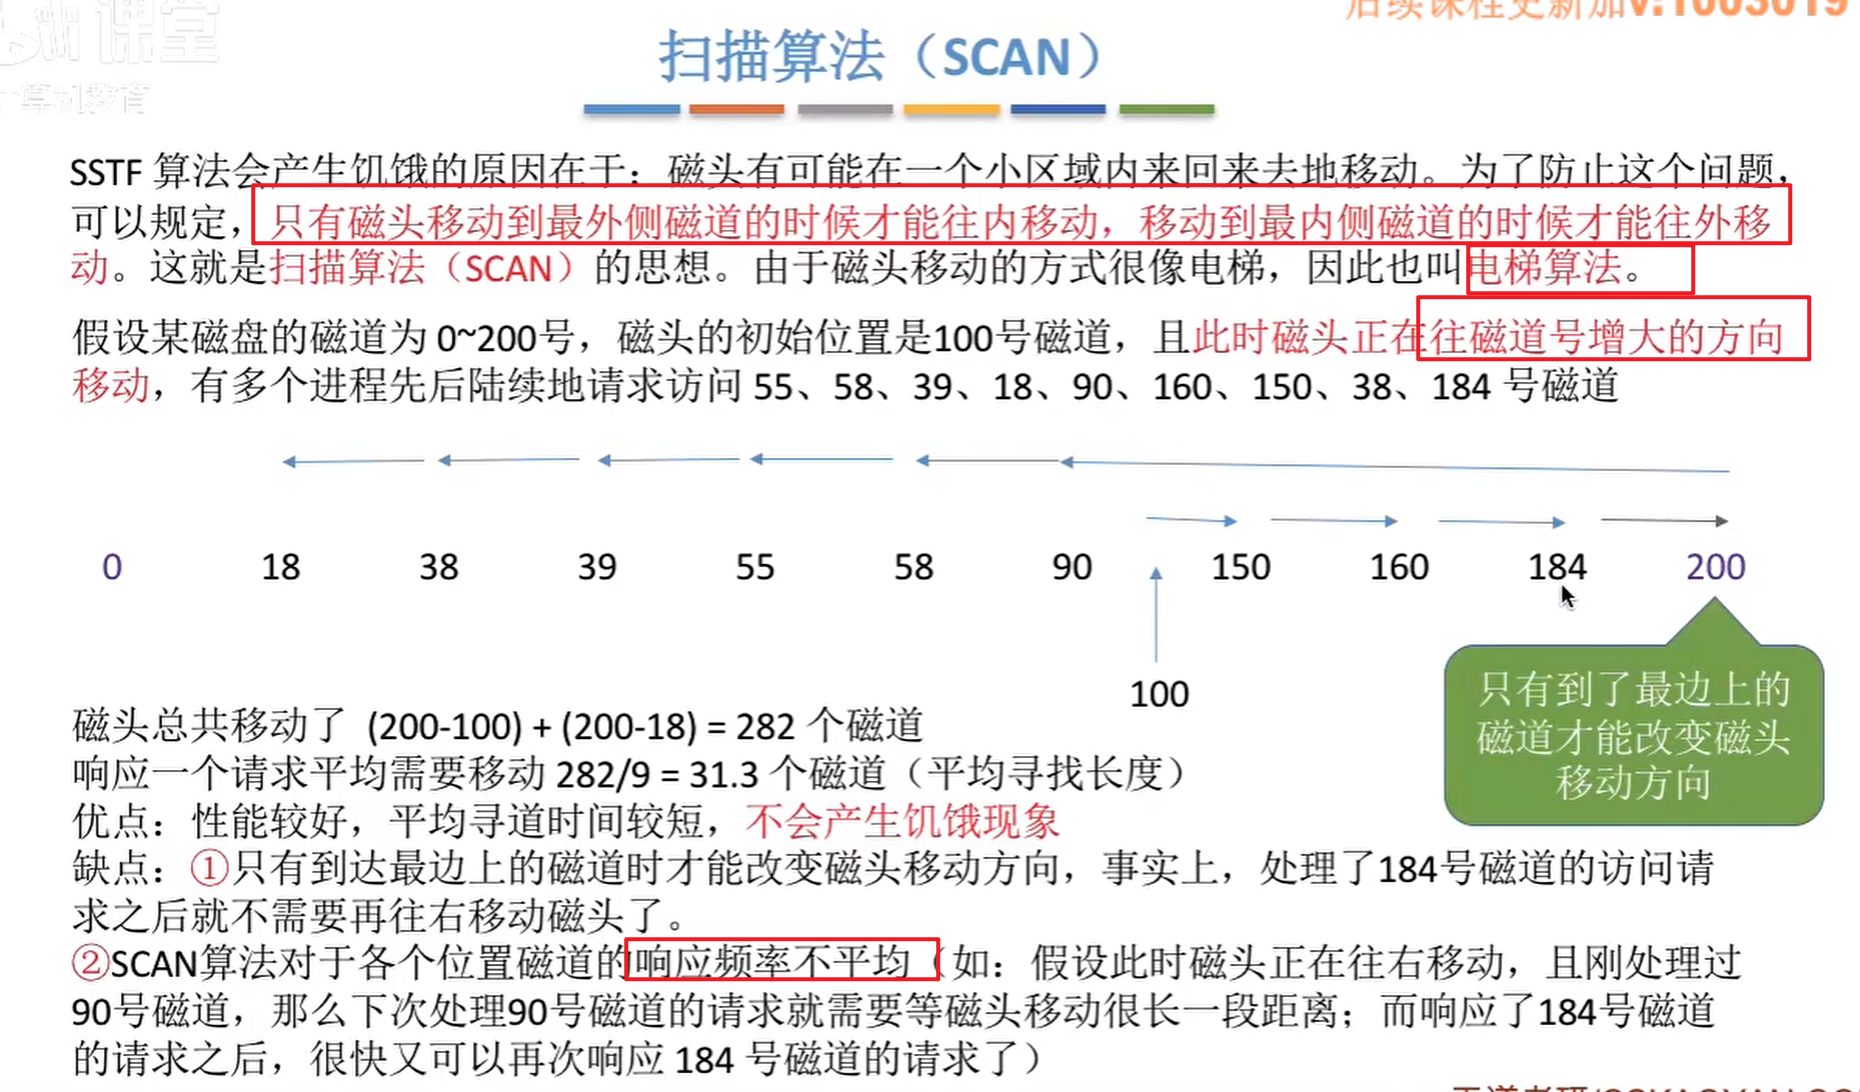 课堂
算机教育
后续课程更新加v:1003019
扫描算法（SCAN）
SSTF 算法会产生饥饿的原因在于：磁头有可能在一个小区域内来回来去地移动。为了防止这个问题，
可以规定，只有磁头移动到最外侧磁道的时候才能往内移动，移动到最内侧磁道的时候才能往外移
动。这就是扫描算法（SCAN）的思想。由于磁头移动的方式很像电梯，因此也叫电梯算法。
假设某磁盘的磁道为 0~200号，磁头的初始位置是100号磁道，且此时磁头正在往磁道号增大的方向
移动，有多个进程先后陆续地请求访问 55、58、39、18、90、160、150、38、184 号磁道
0 18 38 39 55 58 90 150 160 184 200
100
只有到了最边上的
磁道才能改变磁头
移动方向
磁头总共移动了 (200-100) + (200-18) = 282 个磁道
响应一个请求平均需要移动 282/9 = 31.3 个磁道（平均寻找长度）
优点：性能较好，平均寻道时间较短，不会产生饥饿现象
缺点：①只有到达最边上的磁道时才能改变磁头移动方向，事实上，处理了184号磁道的访问请
求之后就不需要再往右移动磁头了。
②SCAN算法对于各个位置磁道的响应频率不平均（如：假设此时磁头正在往右移动，且刚处理过
90号磁道，那么下次处理90号磁道的请求就需要等磁头移动很长一段距离；而响应了184号磁道
的请求之后，很快又可以再次响应 184 号磁道的请求了）